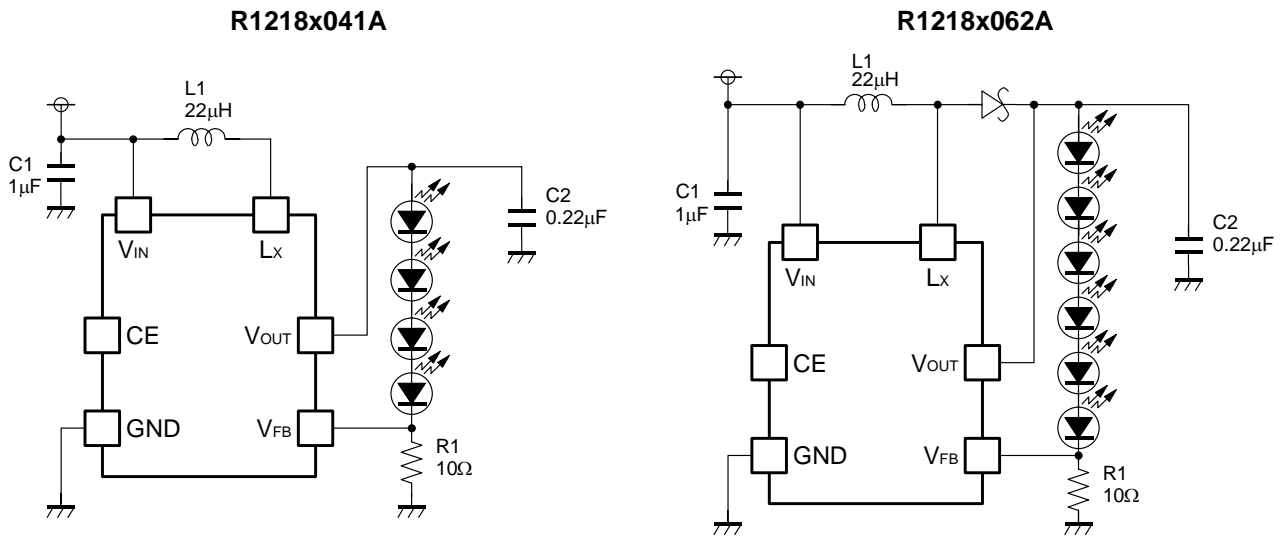 R1218x041A
L1
22μH
C1
1μF
C2
0.22μF
VIN
LX
CE
VOUT
GND
VFB
R1
10Ω
R1218x062A
L1
22μH
C1
1μF
C2
0.22μF
VIN
LX
CE
VOUT
GND
VFB
R1
10Ω